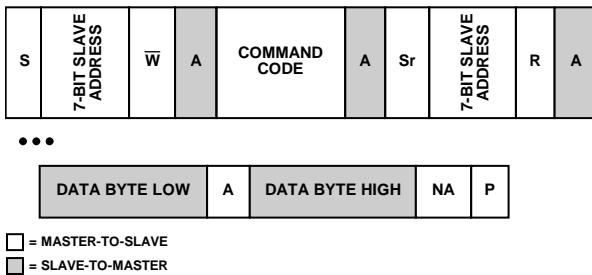 S 7-BIT SLAVE ADDRESS W̅ A COMMAND CODE A Sr 7-BIT SLAVE ADDRESS R A
•••
DATA BYTE LOW A DATA BYTE HIGH NA P
= MASTER-TO-SLAVE
= SLAVE-TO-MASTER